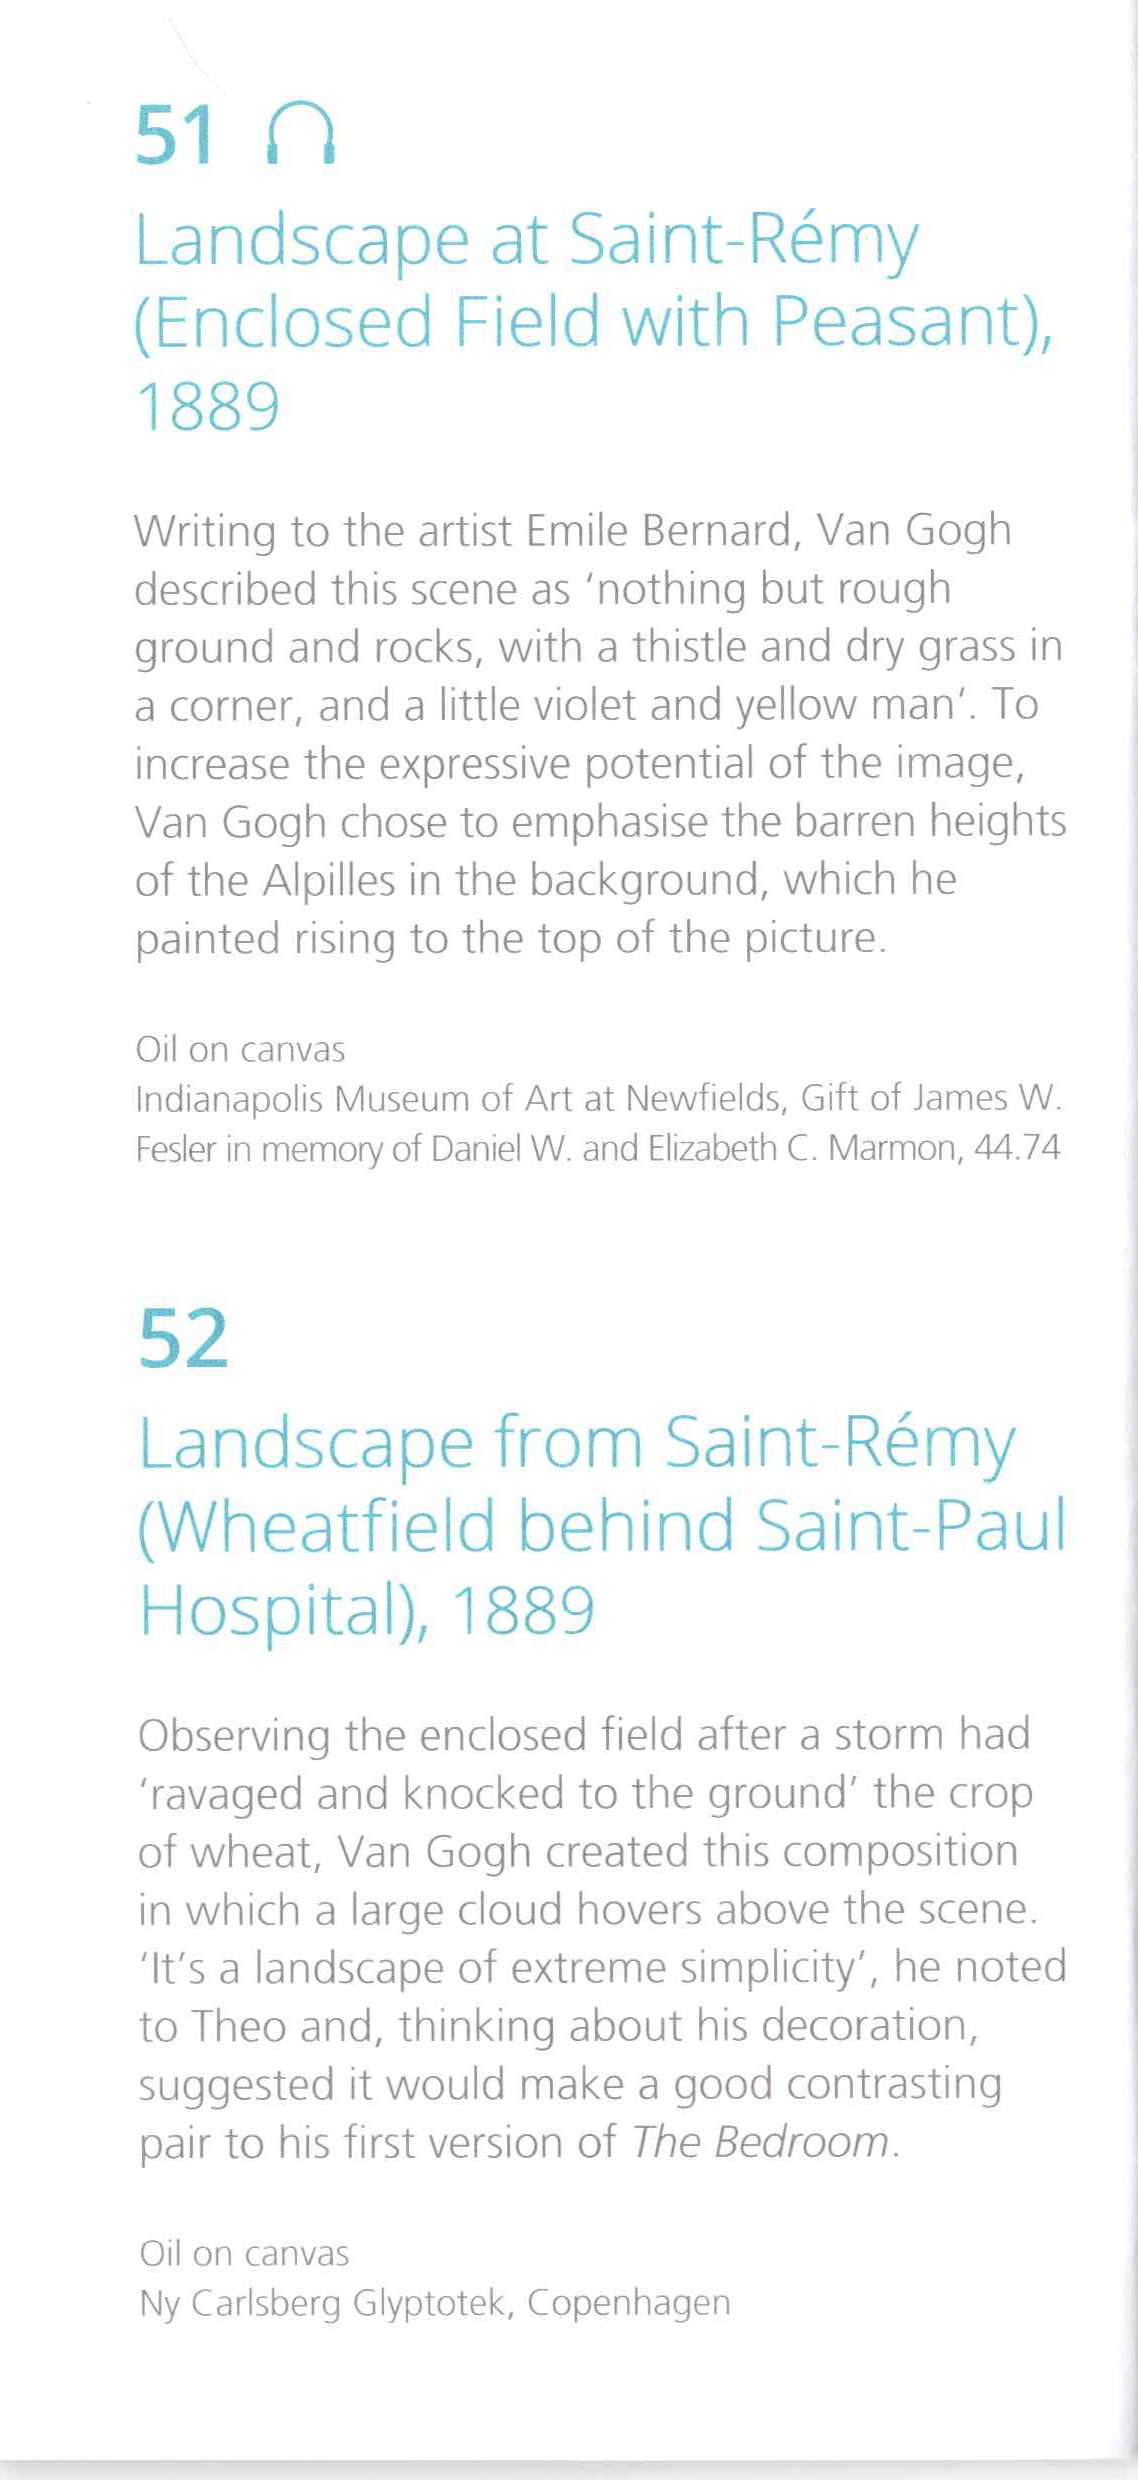 51
Landscape at Saint-Rémy
(Enclosed Field with Peasant),
1889
Writing to the artist Emile Bernard, Van Gogh
described this scene as ‘nothing but rough
ground and rocks, with a thistle and dry grass in
a corner, and a little violet and yellow man’. To
increase the expressive potential of the image,
Van Gogh chose to emphasise the barren heights
of the Alpilles in the background, which he
painted rising to the top of the picture.
Oil on canvas
Indianapolis Museum of Art at Newfields, Gift of James W.
Fesler in memory of Daniel W. and Elizabeth C. Marmon, 44.74
52
Landscape from Saint-Rémy
(Wheatfield behind Saint-Paul
Hospital), 1889
Observing the enclosed field after a storm had
‘ravaged and knocked to the ground’ the crop
of wheat, Van Gogh created this composition
in which a large cloud hovers above the scene.
‘It’s a landscape of extreme simplicity’, he noted
to Theo and, thinking about his decoration,
suggested it would make a good contrasting
pair to his first version of The Bedroom.
Oil on canvas
Ny Carlsberg Glyptotek, Copenhagen